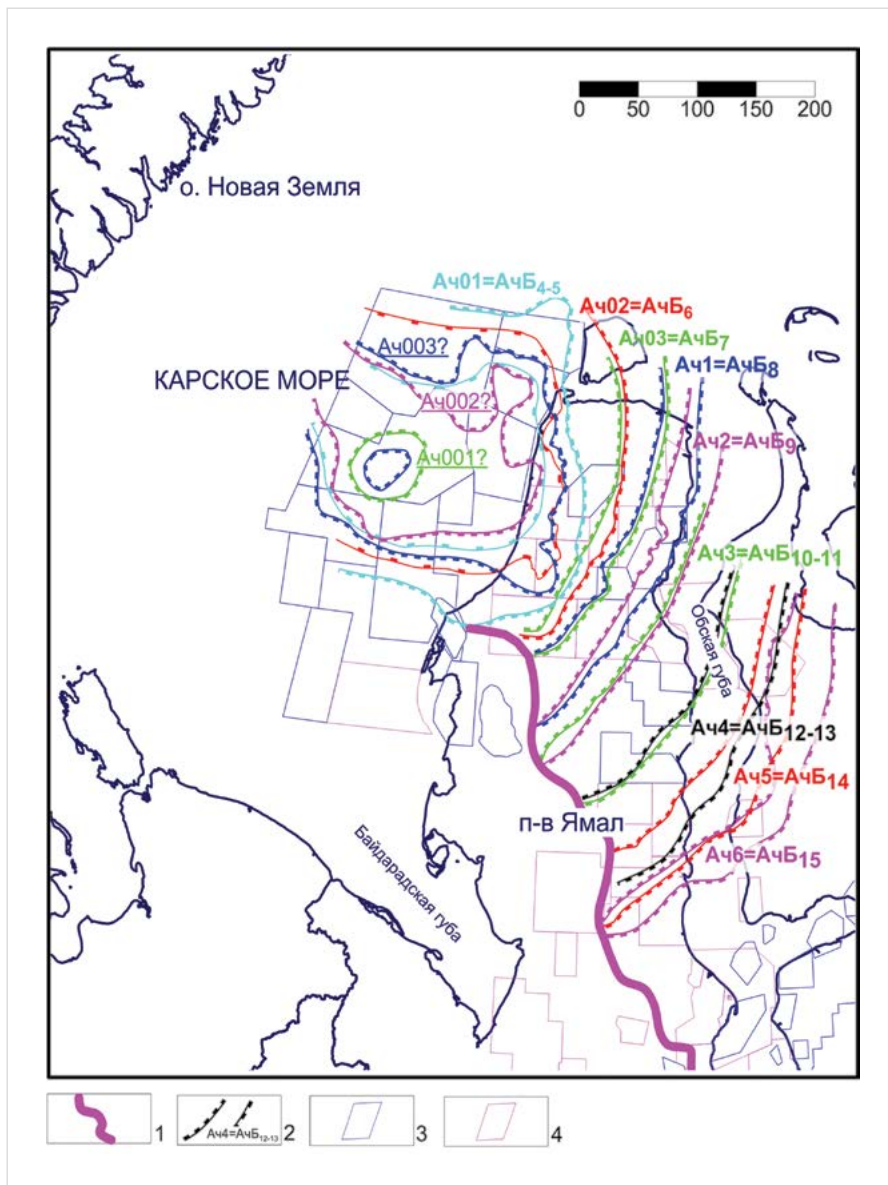 0 50 100 150 200
о. Новая Земля
Ач01=АчБ4-5
Ач02=АчБ6
Ач03=АчБ7
Ач003?
Ач1=АчБ8
КАРСКОЕ МОРЕ
Ач002?
Ач2=АчБ9
Ач001?
Ач3=АчБ10-11
Обская губа
Ач4=АчБ12-13
Ач5=АчБ14
п-в Ямал
Ач6=АчБ15
Байдарадская губа
1
Ач4=АчБ12-13
2
3
4